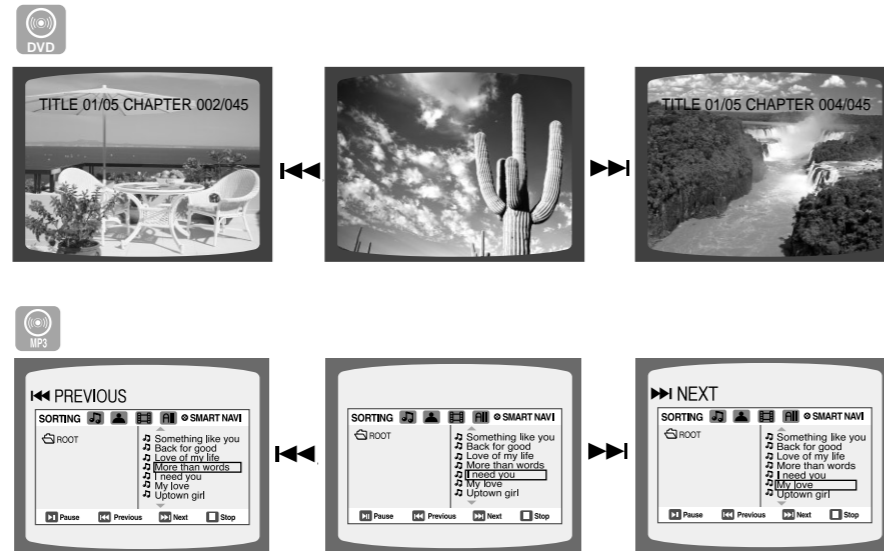 DVD
TITLE 01/05 CHAPTER 002/045
TITLE 01/05 CHAPTER 004/045
MP3
PREVIOUS
SORTING SMART NAVI
ROOT
Something like you
Back for good
Love of my life
More than words
I need you
My love
Uptown girl
Pause Previous Next Stop
SORTING All SMART NAVI
ROOT
Something like you
Back for good
Love of my life
More than words
I need you
My love
Uptown girl
Pause Previous Next Stop
NEXT
SORTING All SMART NAVI
ROOT
Something like you
Back for good
Love of my life
More than words
I need you
My love
Uptown girl
Pause Previous Next Stop